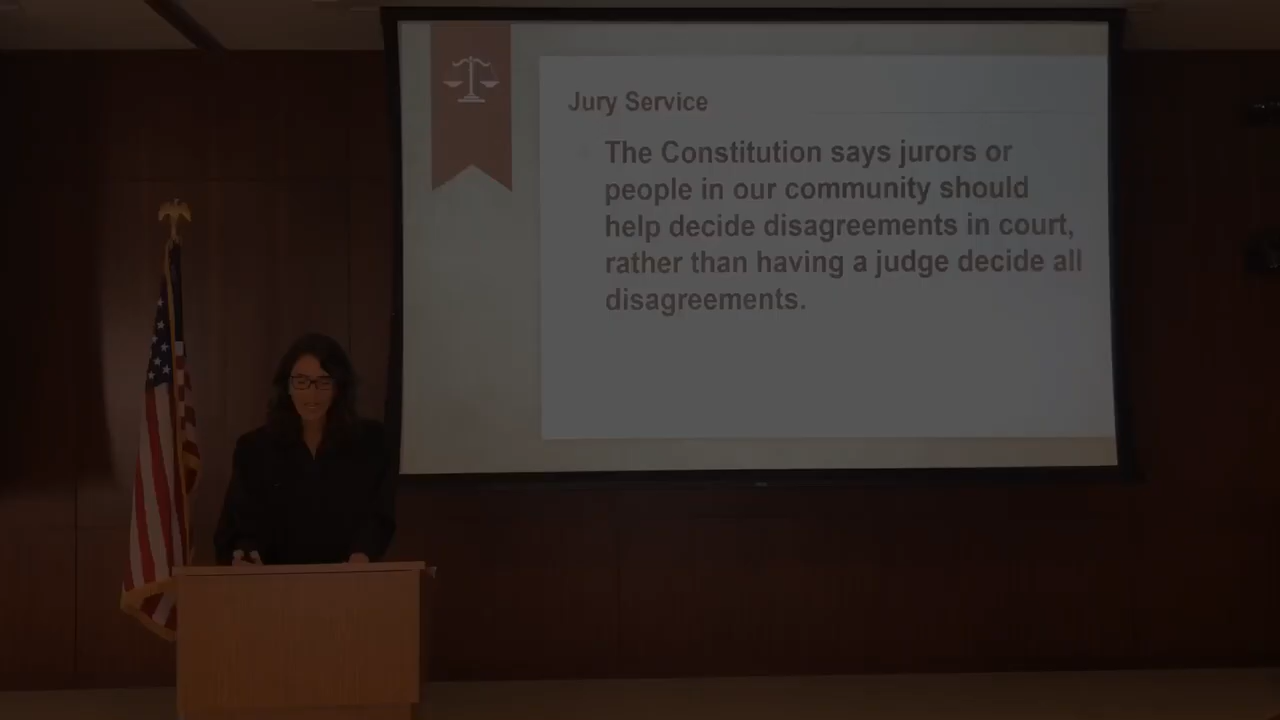 Jury Service
The Constitution says jurors or
people in our community should
help decide disagreements in court,
rather than having a judge decide all
disagreements.